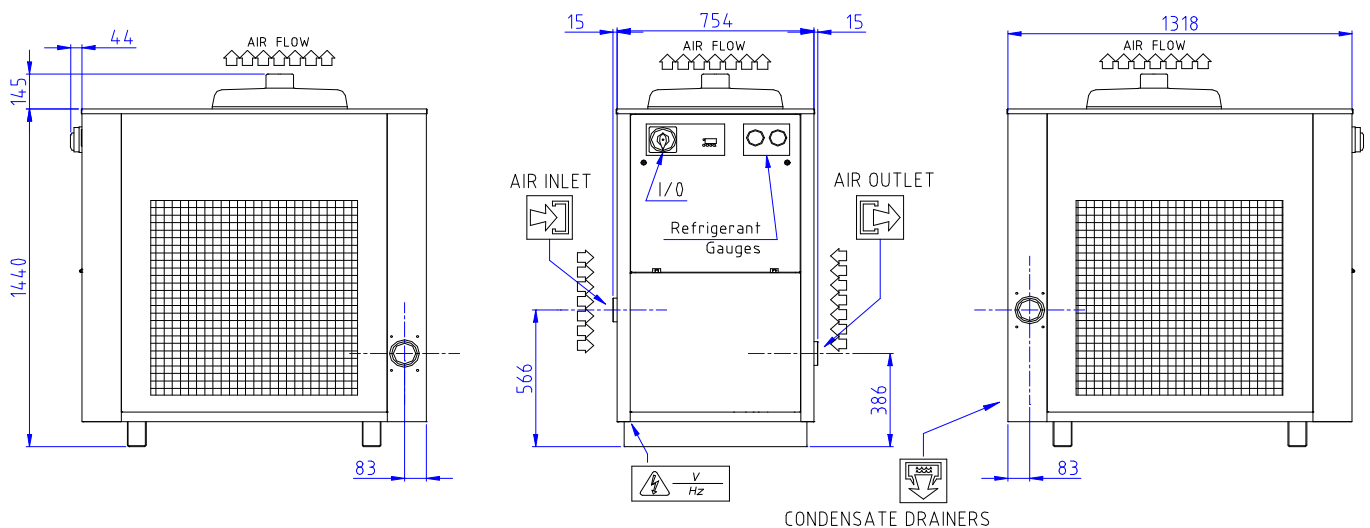 44
AIR FLOW
145
1440
83
15
754
15
AIR FLOW
I/0
Refrigerant
Gauges
AIR INLET
AIR OUTLET
566
386
V
Hz
1318
AIR FLOW
83
CONDENSATE DRAINERS